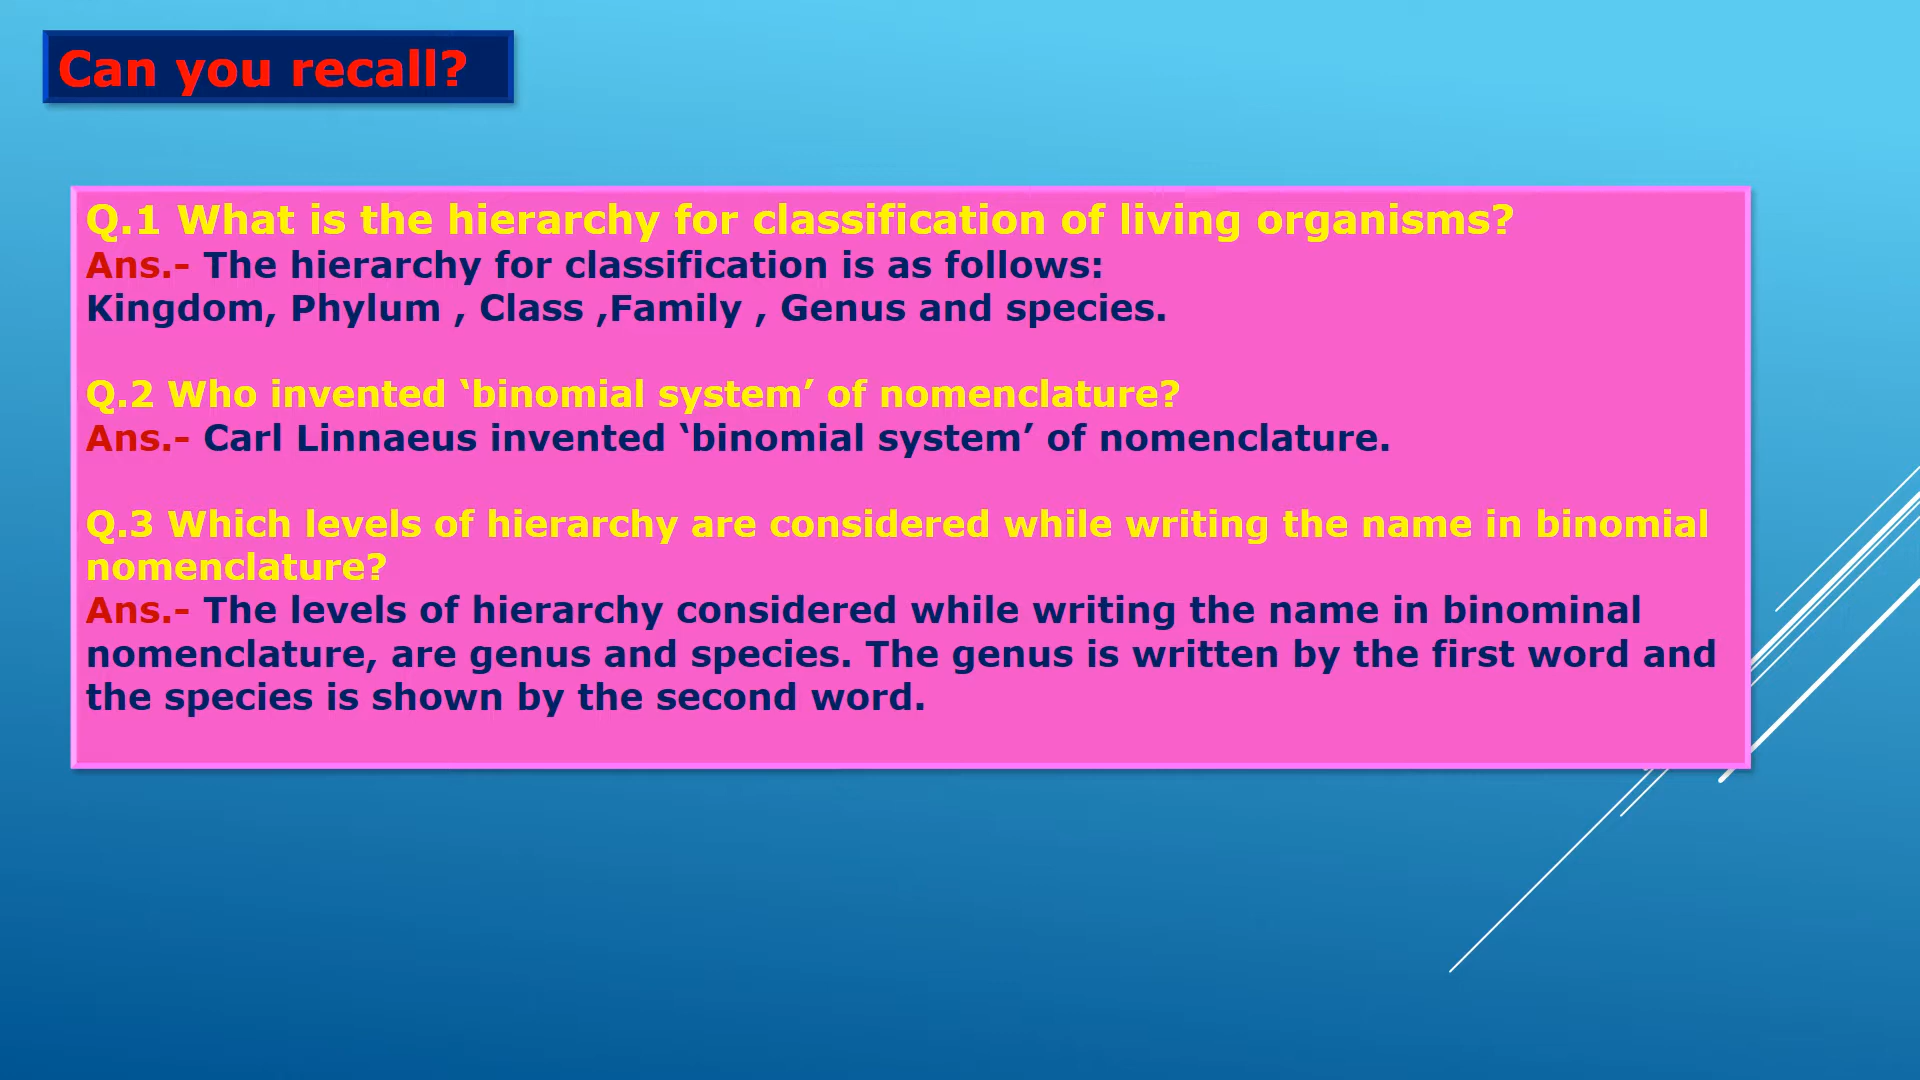 Can you recall?
Q.1 What is the hierarchy for classification of living organisms?
Ans.- The hierarchy for classification is as follows:
Kingdom, Phylum , Class ,Family , Genus and species.
Q.2 Who invented ‘binomial system’ of nomenclature?
Ans.- Carl Linnaeus invented ‘binomial system’ of nomenclature.
Q.3 Which levels of hierarchy are considered while writing the name in binomial
nomenclature?
Ans.- The levels of hierarchy considered while writing the name in binominal
nomenclature, are genus and species. The genus is written by the first word and
the species is shown by the second word.